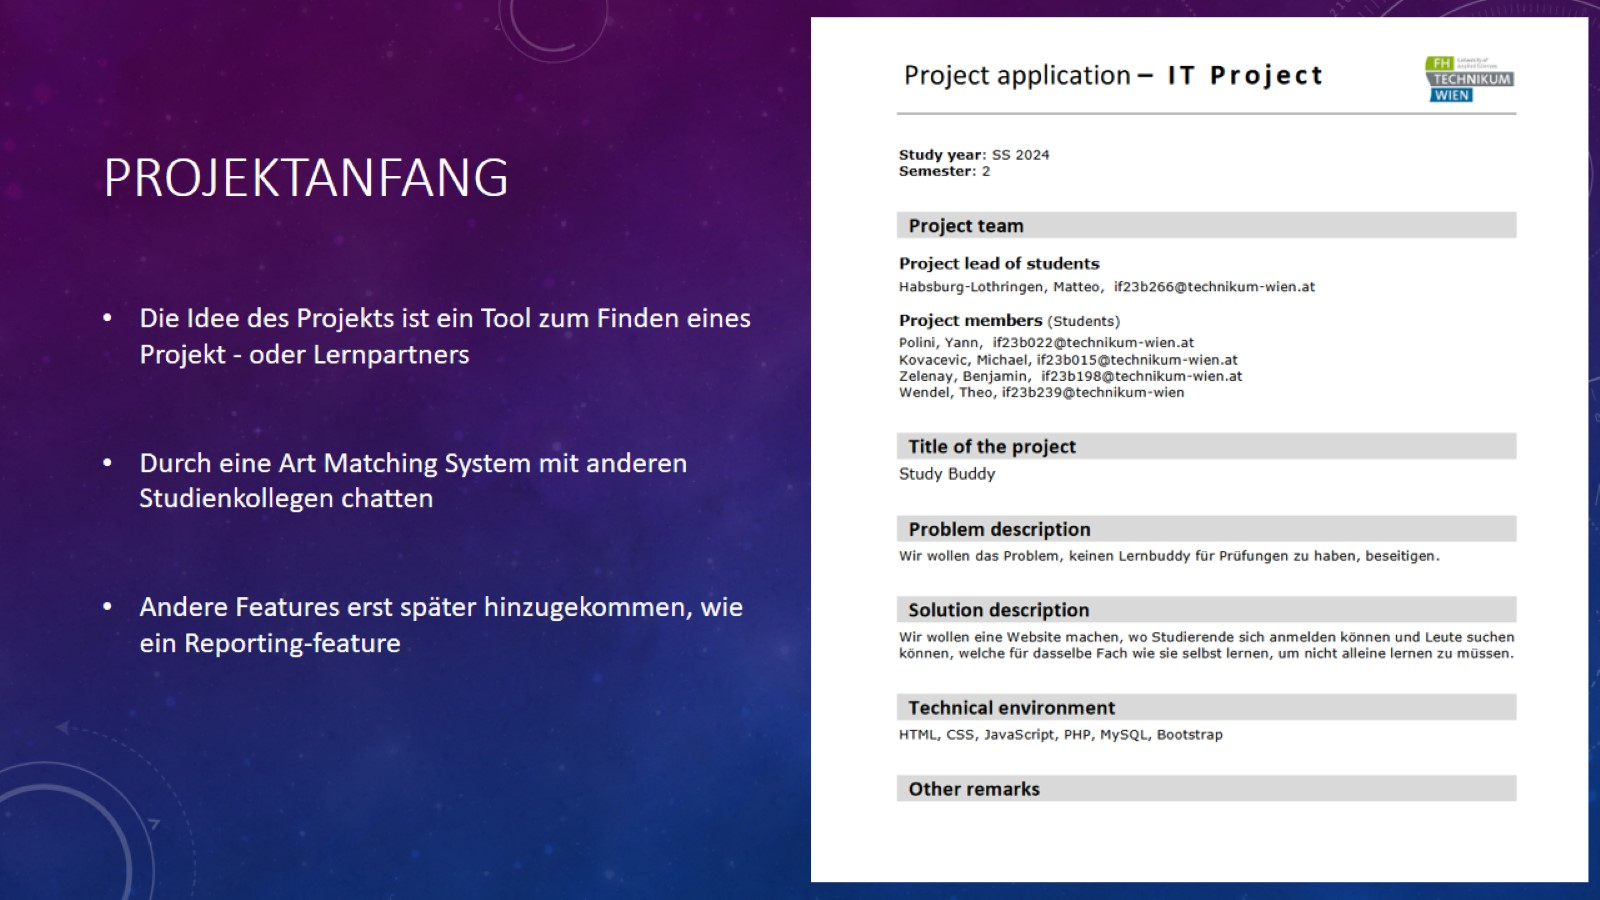 PROJEKTANFANG
• Die Idee des Projekts ist ein Tool zum Finden eines
Projekt - oder Lernpartners
• Durch eine Art Matching System mit anderen
Studienkollegen chatten
• Andere Features erst später hinzugekommen, wie
ein Reporting-feature
Project application – IT Project
FH University of
Applied Sciences
TECHNIKUM
WIEN
Study year: SS 2024
Semester: 2
Project team
Project lead of students
Habsburg-Lothringen, Matteo, if23b266@technikum-wien.at
Project members (Students)
Polini, Yann, if23b022@technikum-wien.at
Kovacevic, Michael, if23b015@technikum-wien.at
Zelenay, Benjamin, if23b198@technikum-wien.at
Wendel, Theo, if23b239@technikum-wien
Title of the project
Study Buddy
Problem description
Wir wollen das Problem, keinen Lernbuddy für Prüfungen zu haben, beseitigen.
Solution description
Wir wollen eine Website machen, wo Studierende sich anmelden können und Leute suchen
können, welche für dasselbe Fach wie sie selbst lernen, um nicht alleine lernen zu müssen.
Technical environment
HTML, CSS, JavaScript, PHP, MySQL, Bootstrap
Other remarks